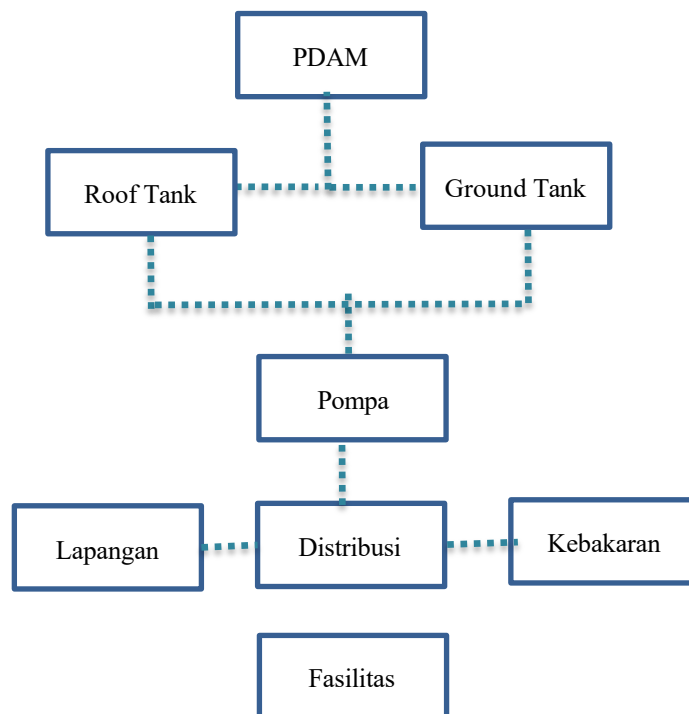 PDAM
Roof Tank
Ground Tank
Pompa
Lapangan
Distribusi
Kebakaran
Fasilitas